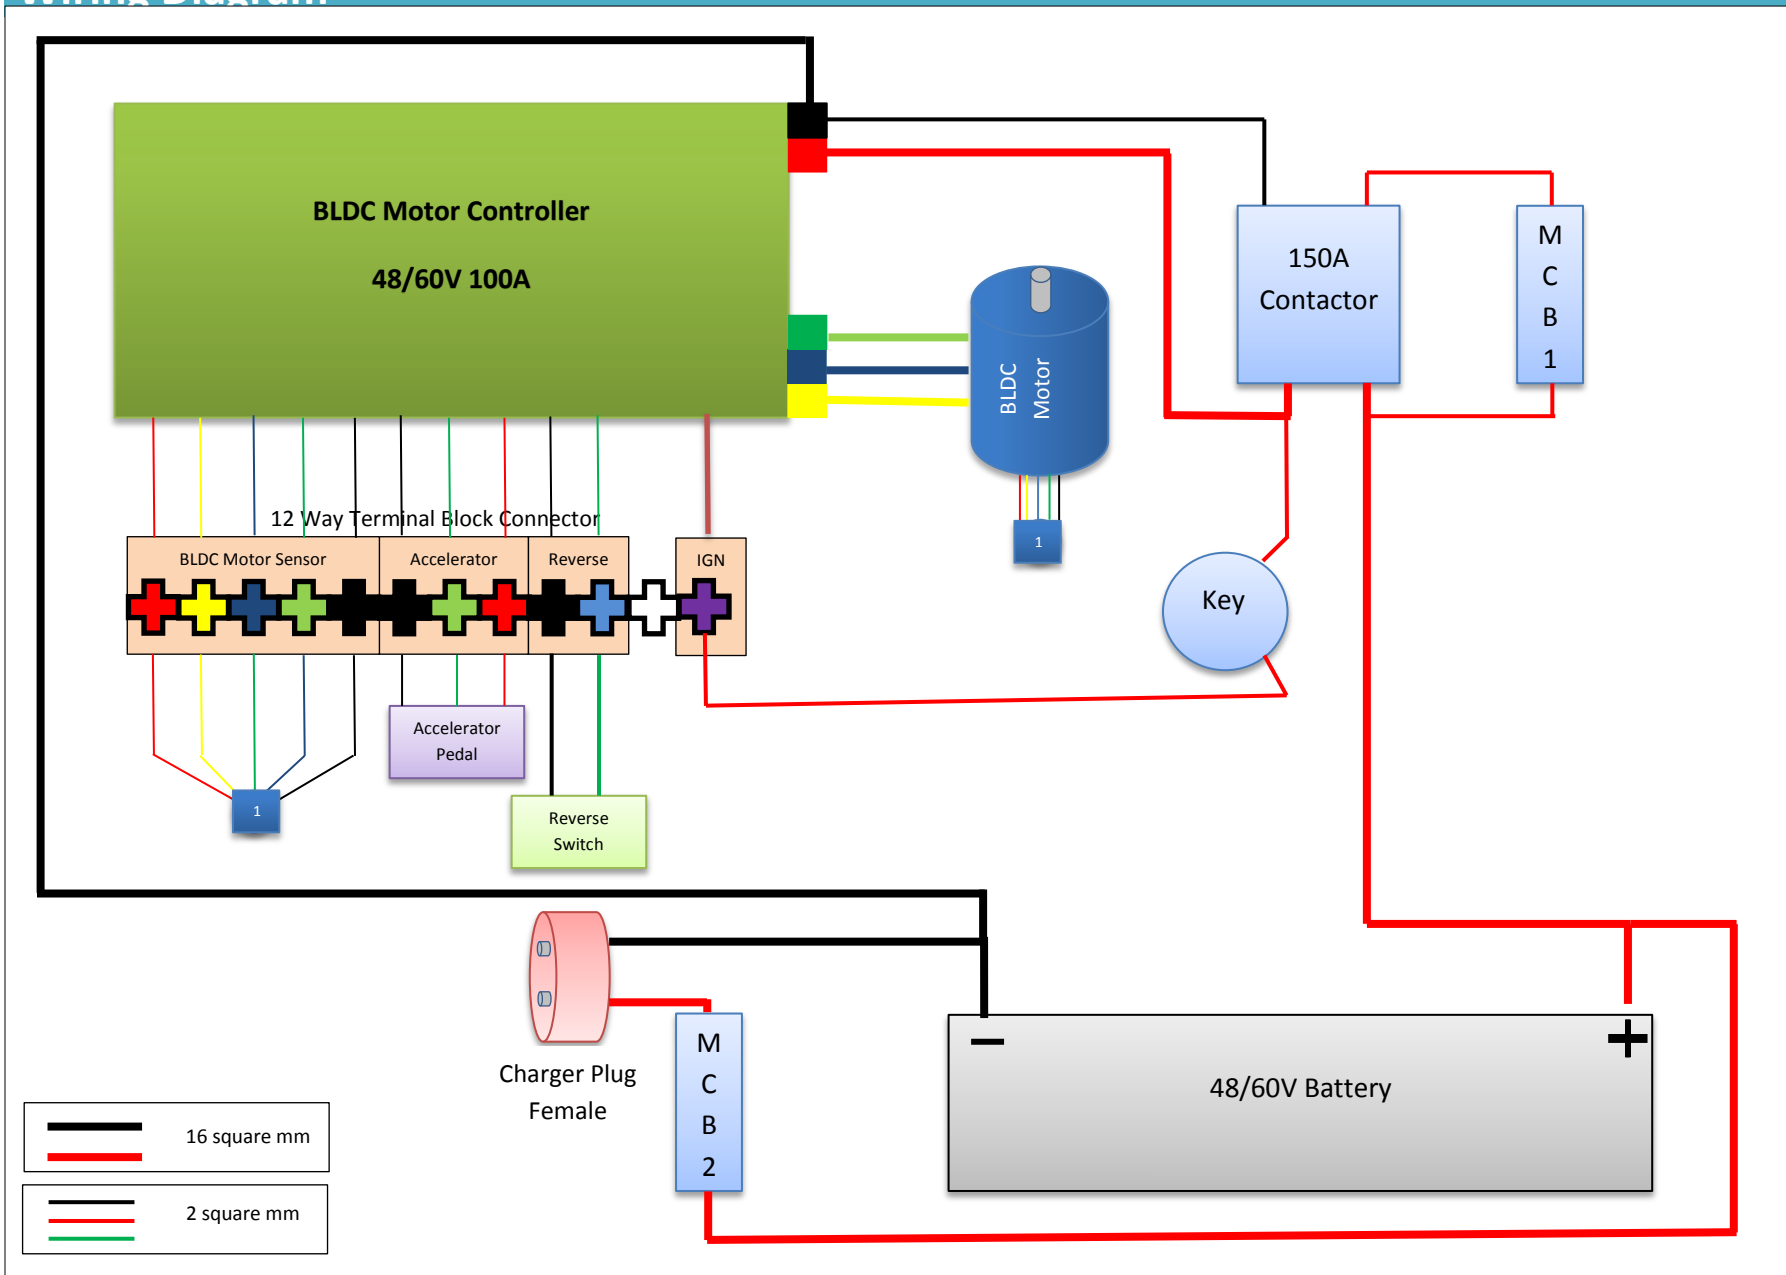 Wiring Diagram
BLDC Motor Controller
48/60V 100A
150A
Contactor
M
C
B
1
BLDC
Motor
1
12 Way Terminal Block Connector
BLDC Motor Sensor
Accelerator
Reverse
IGN
Key
Accelerator
Pedal
1
Reverse
Switch
Charger Plug
Female
M
C
B
2
48/60V Battery
16 square mm
2 square mm